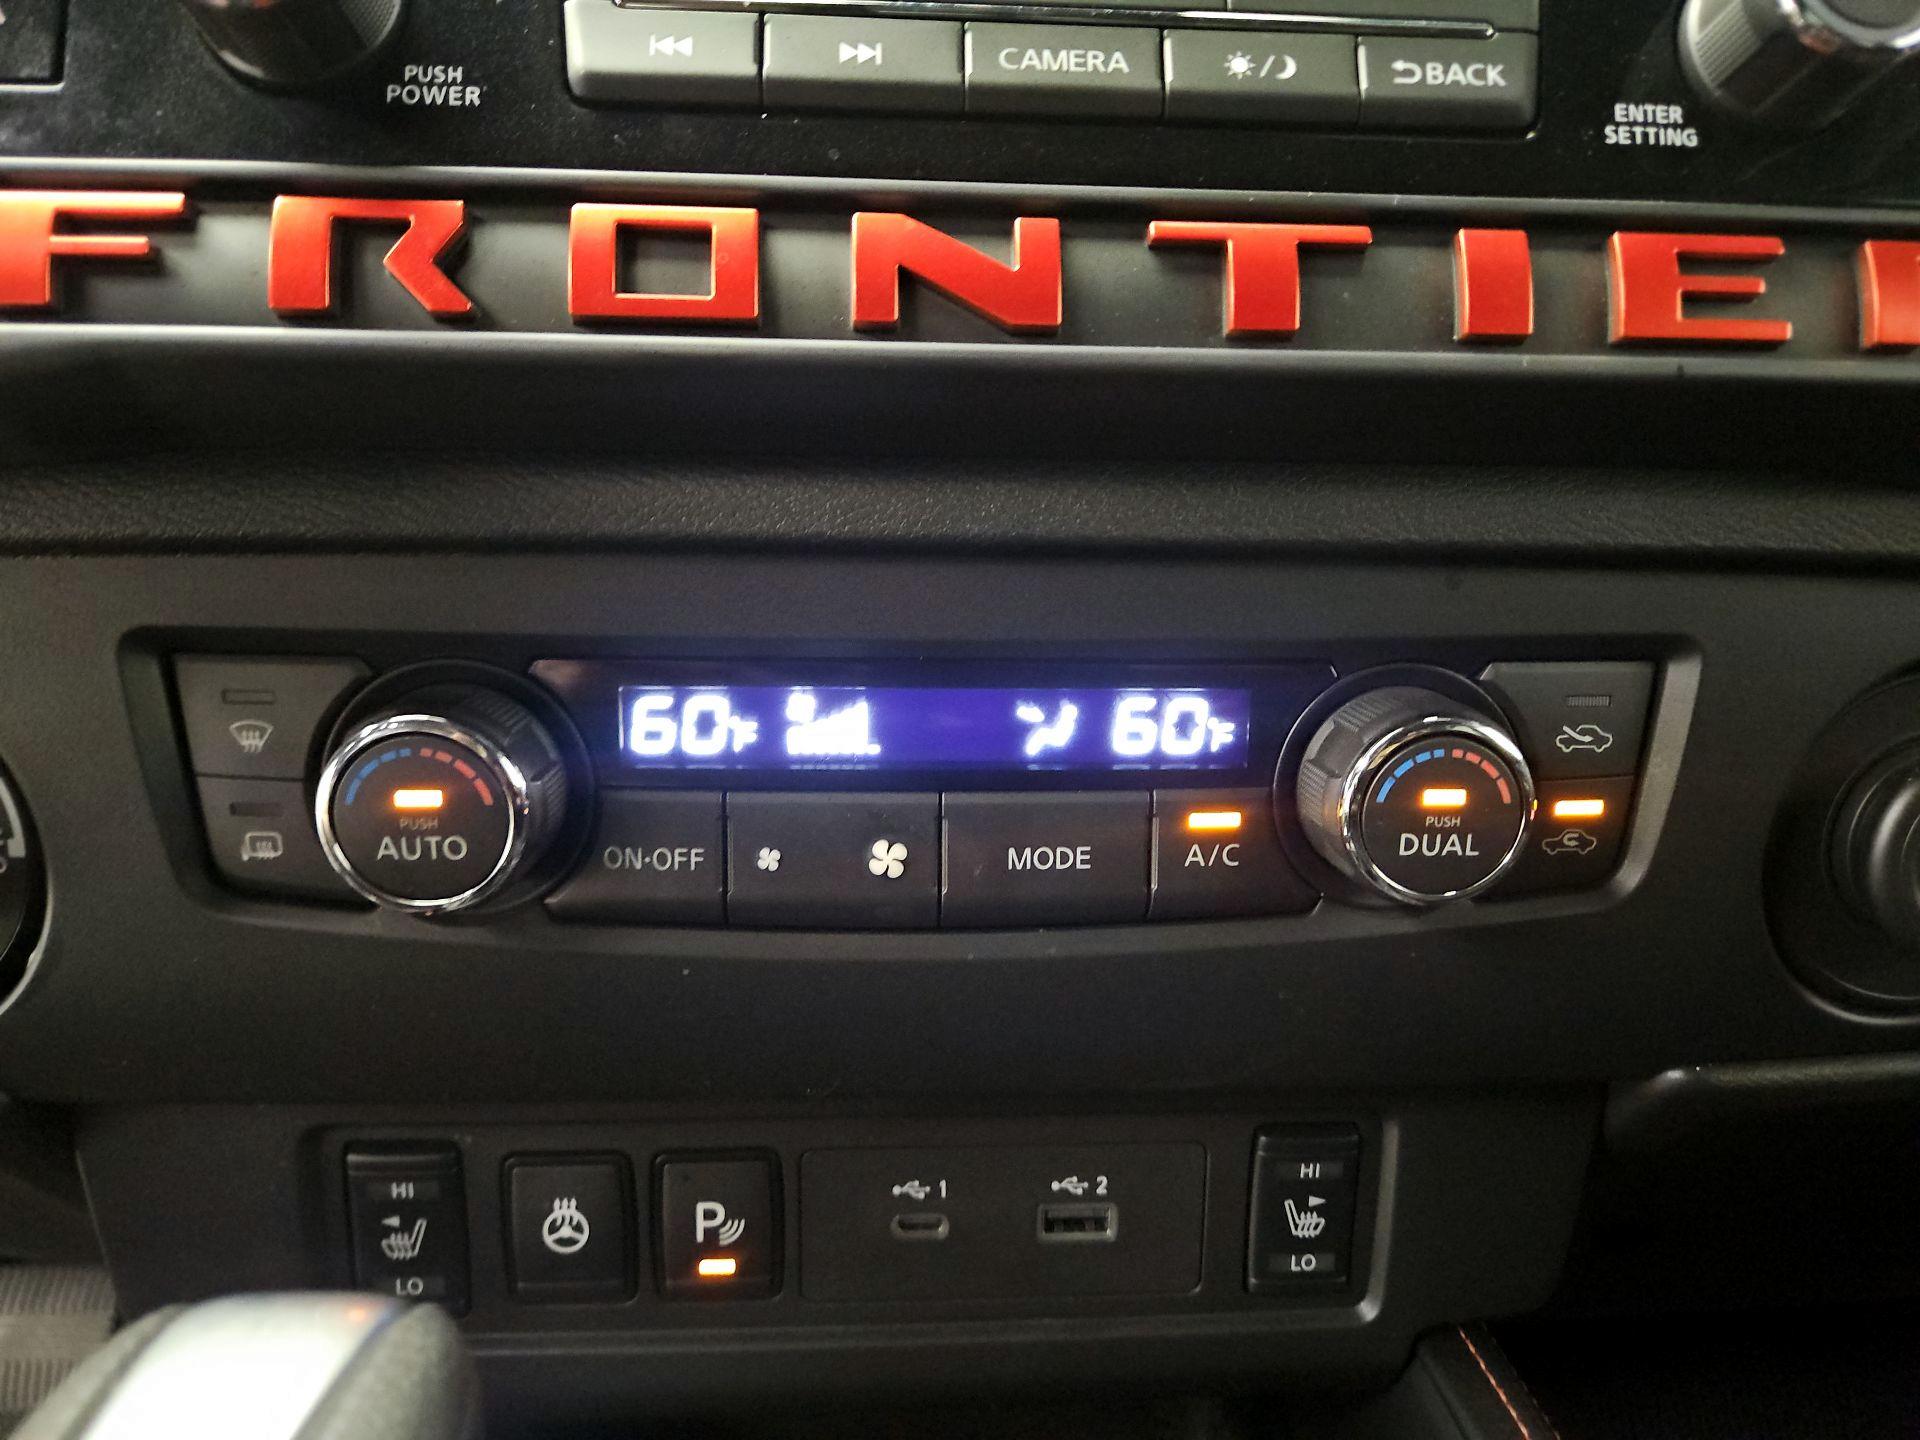 PUSH
POWER
CAMERA
BACK
ENTER
SETTING
FRONTIE
60°F
60°F
PUSH
AUTO
ON·OFF
MODE
A/C
PUSH
DUAL
HI
LO
P
1
2
HI
LO